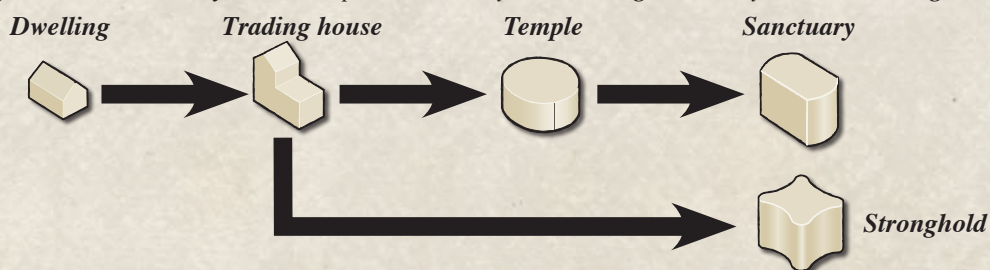 Dwelling
Trading house
Temple
Sanctuary
Stronghold